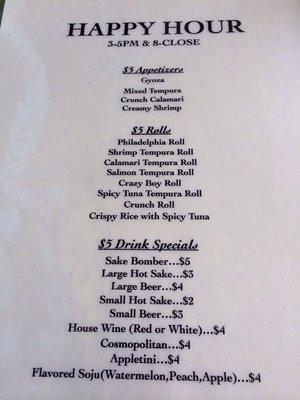 HAPPY HOUR
3-5PM & 8-CLOSE
$5 Appetizers
Gyoza
Mixed Tempura
Crunch Calamari
Creamy Shrimp
$5 Rolls
Philadelphia Roll
Shrimp Tempura Roll
Calamari Tempura Roll
Salmon Tempura Roll
Crazy Boy Roll
Spicy Tuna Tempura Roll
Crunch Roll
Crispy Rice with Spicy Tuna
$5 Drink Specials
Sake Bomber...$5
Large Hot Sake...$3
Large Beer...$4
Small Hot Sake...$2
Small Beer...$3
House Wine (Red or White)...$4
Cosmopolitan...$4
Appletini...$4
Flavored Soju(Watermelon,Peach,Apple)...$4